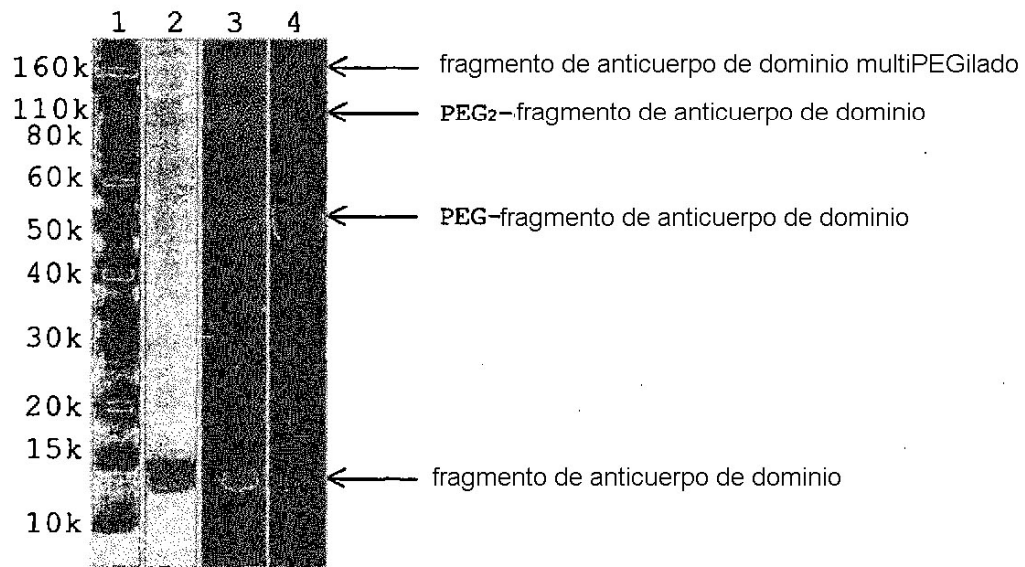 1 2 3 4
160k
110k
80k
60k
50k
40k
30k
20k
15k
10k
fragmento de anticuerpo de dominio multiPEGilado
PEG₂-fragmento de anticuerpo de dominio
PEG-fragmento de anticuerpo de dominio
fragmento de anticuerpo de dominio